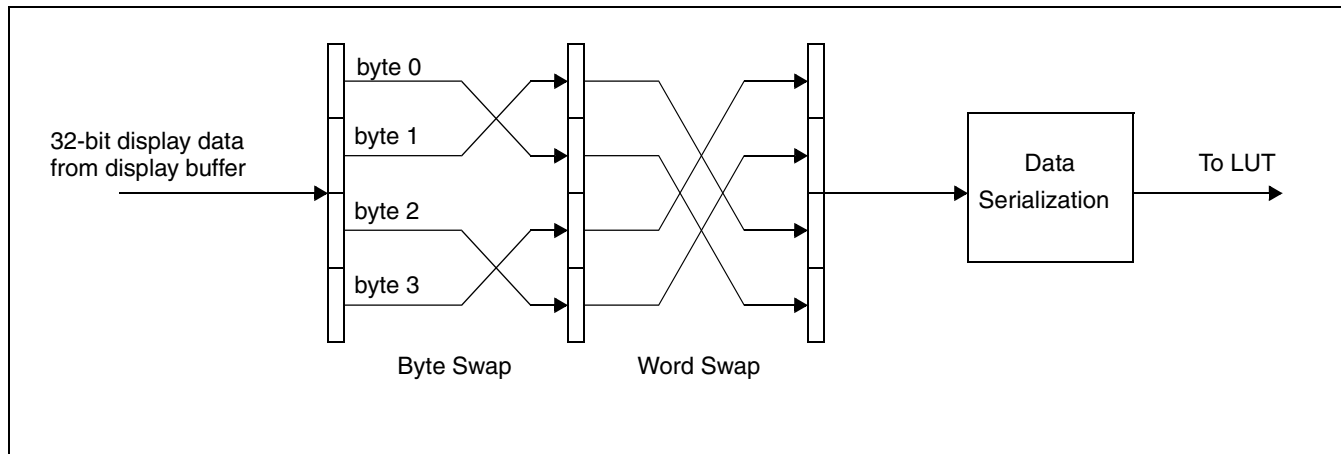 32-bit display data
from display buffer
byte 0
byte 1
byte 2
byte 3
Byte Swap
Word Swap
Data
Serialization
To LUT